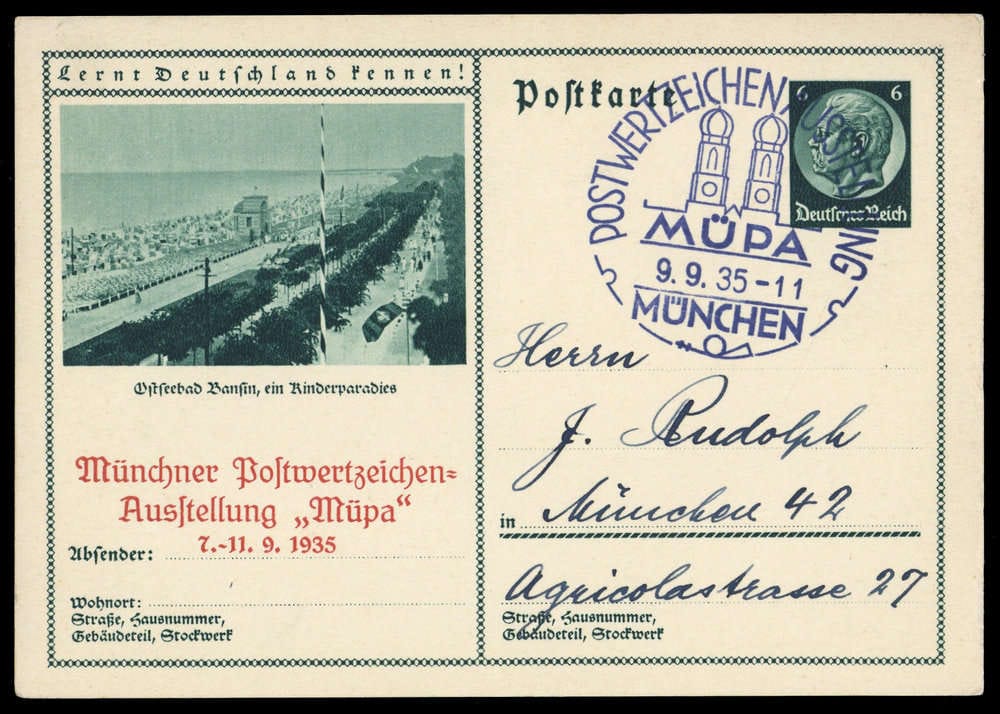 Lernt Deutschland kennen!
Ostseebad Bansin, ein Kinderparadies
Münchner Postwertzeichen-
Ausstellung „Müpa“
7.-11. 9. 1935
Absender:
Wohnort:
Straße, Hausnummer,
Gebäudeteil, Stockwerk
Postkarte
6 6
Deutsches Reich
POSTWERTZEICHEN AUSSTELLUNG
MÜPA
9. 9. 35-11
MÜNCHEN
Herrn
J. Rudolph
in München 42
Agricolastrasse 27
Straße, Hausnummer,
Gebäudeteil, Stockwerk